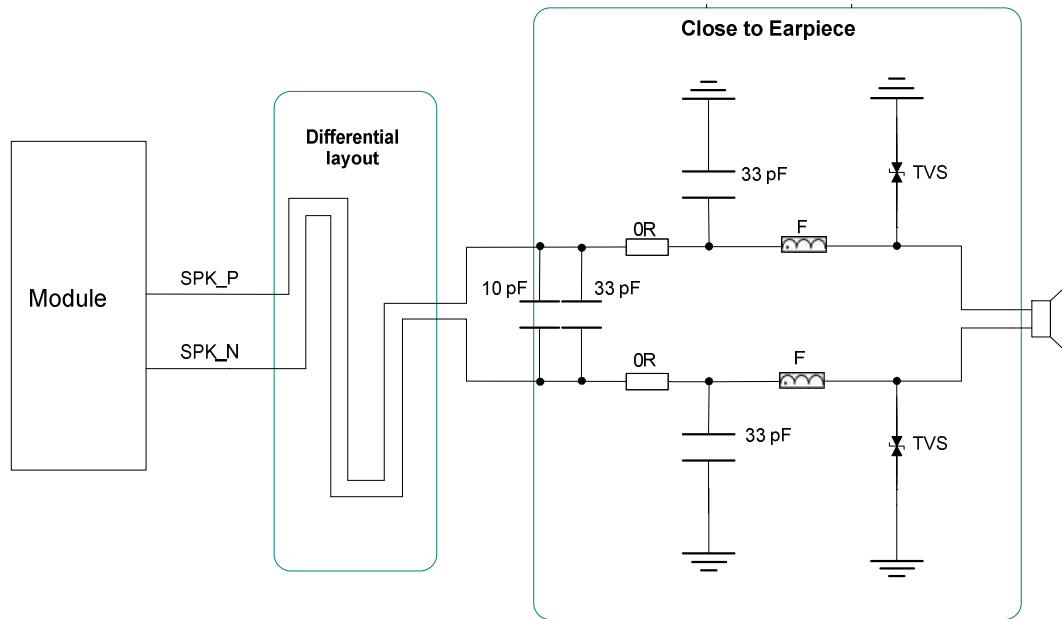 Close to Earpiece
Differential
layout
Module
SPK_P
SPK_N
10 pF
33 pF
0R
33 pF
F
TVS
0R
33 pF
F
TVS